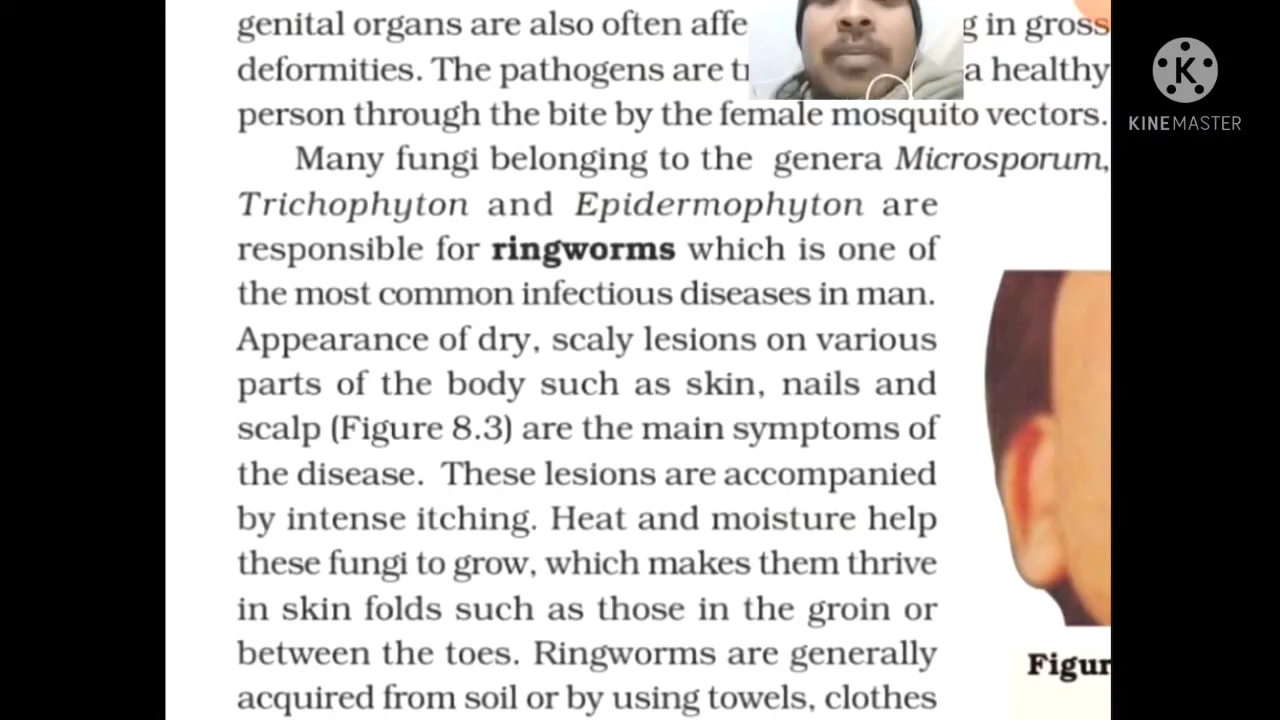 genital organs are also often affe g in gross
deformities. The pathogens are a healthy
person through the bite by the female mosquito vectors.
Many fungi belonging to the genera Microsporum,
Trichophyton and Epidermophyton are
responsible for ringworms which is one of
the most common infectious diseases in man.
Appearance of dry, scaly lesions on various
parts of the body such as skin, nails and
scalp (Figure 8.3) are the main symptoms of
the disease. These lesions are accompanied
by intense itching. Heat and moisture help
these fungi to grow, which makes them thrive
in skin folds such as those in the groin or
between the toes. Ringworms are generally
acquired from soil or by using towels, clothes
Figur
K
KINEMASTER